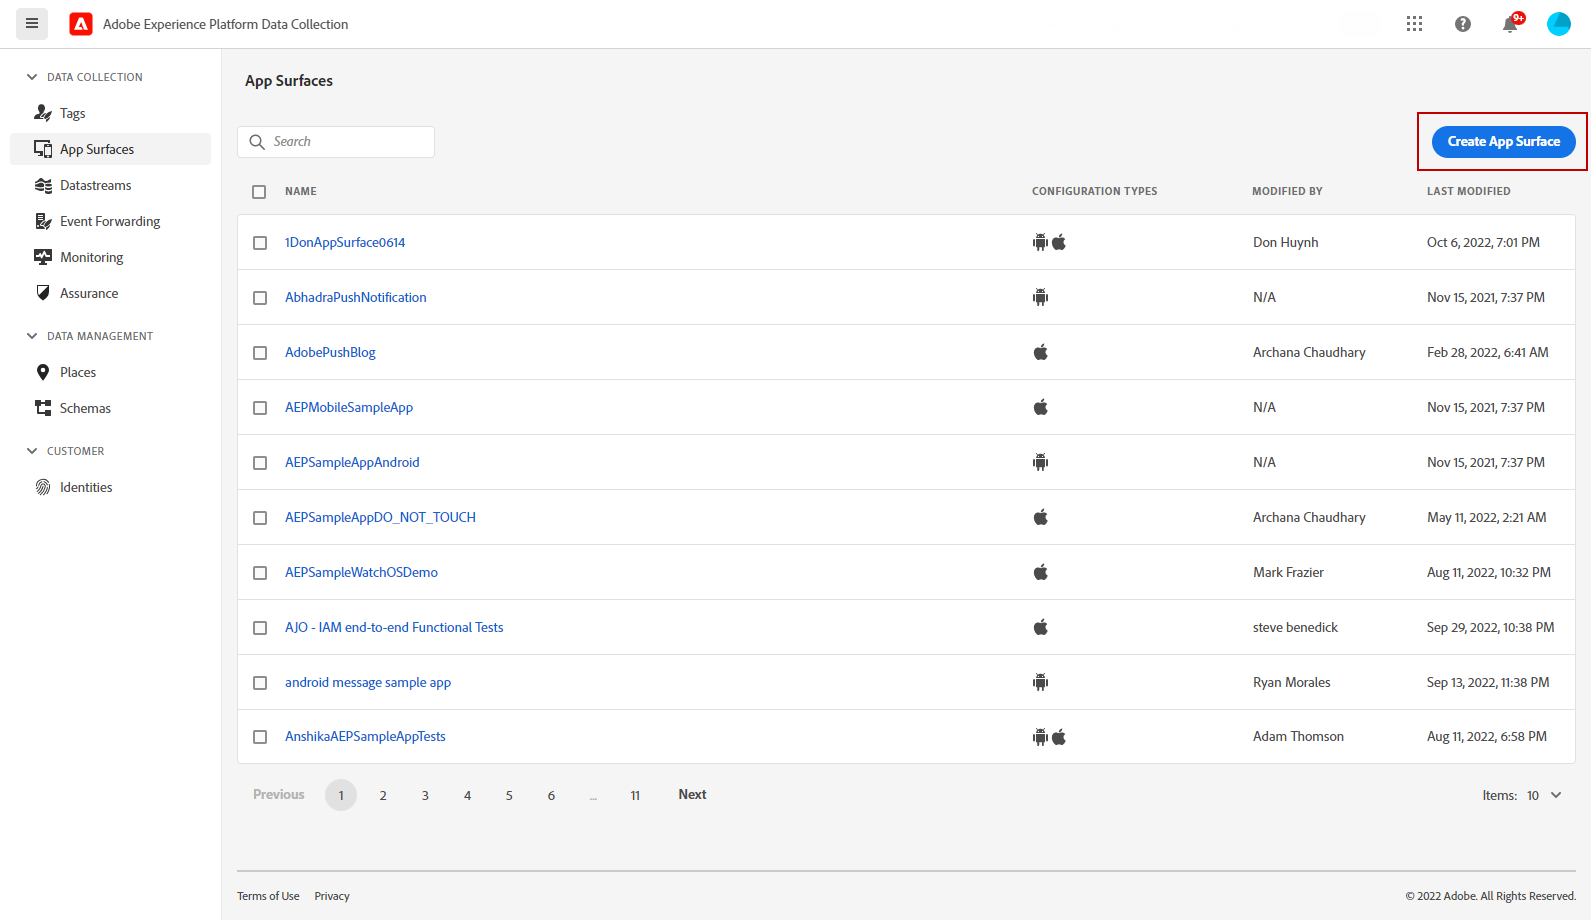 Adobe Experience Platform Data Collection
9+
DATA COLLECTION
Tags
App Surfaces
Datastreams
Event Forwarding
Monitoring
Assurance
DATA MANAGEMENT
Places
Schemas
CUSTOMER
Identities
App Surfaces
Search
Create App Surface
NAME CONFIGURATION TYPES MODIFIED BY LAST MODIFIED
1DonAppSurface0614 Don Huynh Oct 6, 2022, 7:01 PM
AbhadraPushNotification N/A Nov 15, 2021, 7:37 PM
AdobePushBlog Archana Chaudhary Feb 28, 2022, 6:41 AM
AEPMobileSampleApp N/A Nov 15, 2021, 7:37 PM
AEPSampleAppAndroid N/A Nov 15, 2021, 7:37 PM
AEPSampleAppDO_NOT_TOUCH Archana Chaudhary May 11, 2022, 2:21 AM
AEPSampleWatchOSDemo Mark Frazier Aug 11, 2022, 10:32 PM
AJO - IAM end-to-end Functional Tests steve benedick Sep 29, 2022, 10:38 PM
android message sample app Ryan Morales Sep 13, 2022, 11:38 PM
AnshikaAEPSampleAppTests Adam Thomson Aug 11, 2022, 6:58 PM
Previous 1 2 3 4 5 6 ... 11 Next Items: 10
Terms of Use Privacy © 2022 Adobe. All Rights Reserved.